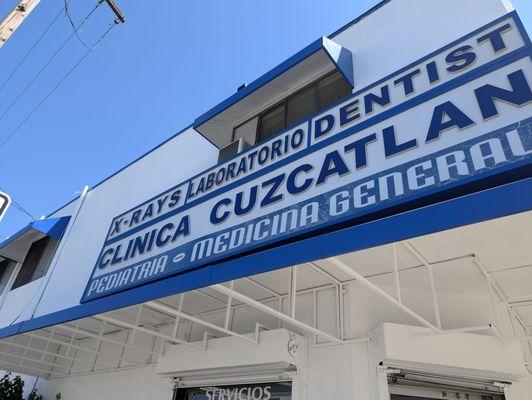 X-RAYS LABORATORIO DENTIST
CLINICA CUZCATLAN
PEDIATRIA - MEDICINA GENERAL
SERVICIOS